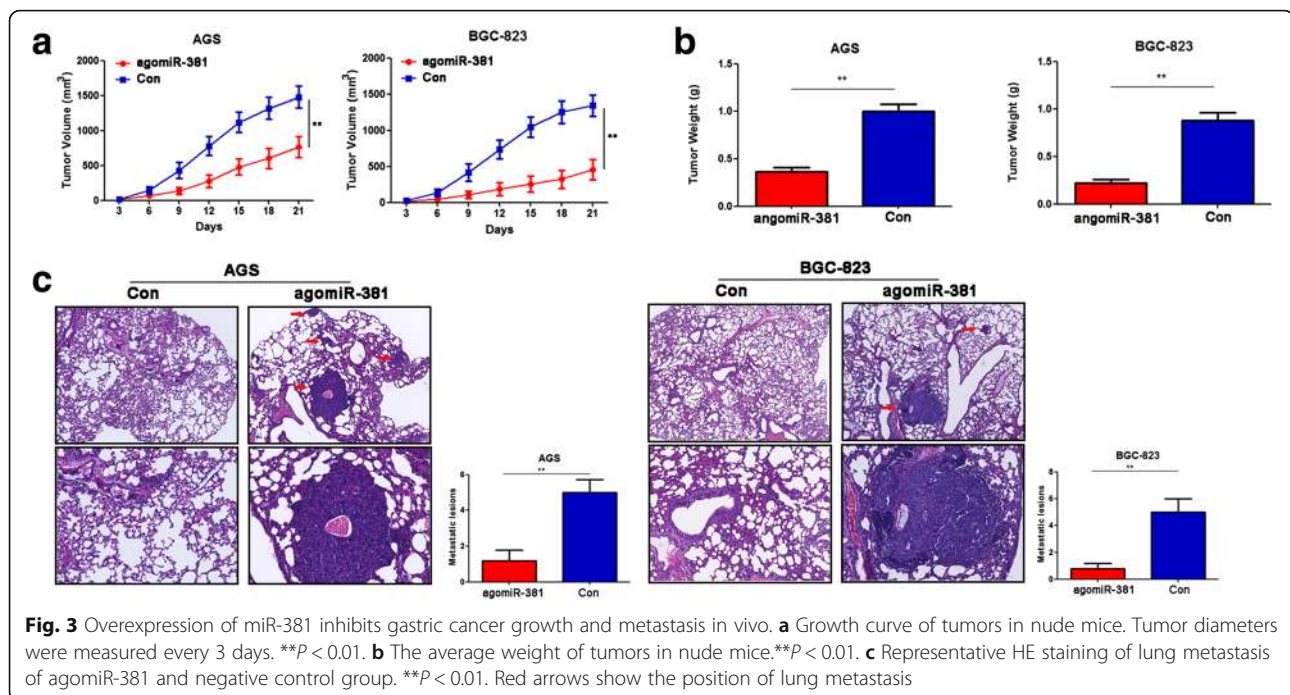 a
AGS
agomiR-381
Con
Tumor Volume (mm3)
2000
1500
1000
500
0
**
3 6 9 12 15 18 21
Days
BGC-823
agomiR-381
Con
Tumor Volume (mm3)
2000
1500
1000
500
0
**
3 6 9 12 15 18 21
Days
b
AGS
Tumor Weight (g)
1.5
1.0
0.5
0.0
**
angomiR-381 Con
BGC-823
Tumor Weight (g)
1.5
1.0
0.5
0.0
**
angomiR-381 Con
c
AGS
Con agomiR-381
AGS
Metastatic lesions
6
4
2
0
**
agomiR-381 Con
BGC-823
Con agomiR-381
BGC-823
Metastatic lesions
8
6
4
2
0
**
agomiR-381 Con
Fig. 3 Overexpression of miR-381 inhibits gastric cancer growth and metastasis in vivo. a Growth curve of tumors in nude mice. Tumor diameters
were measured every 3 days. **P < 0.01. b The average weight of tumors in nude mice.**P < 0.01. c Representative HE staining of lung metastasis
of agomiR-381 and negative control group. **P < 0.01. Red arrows show the position of lung metastasis